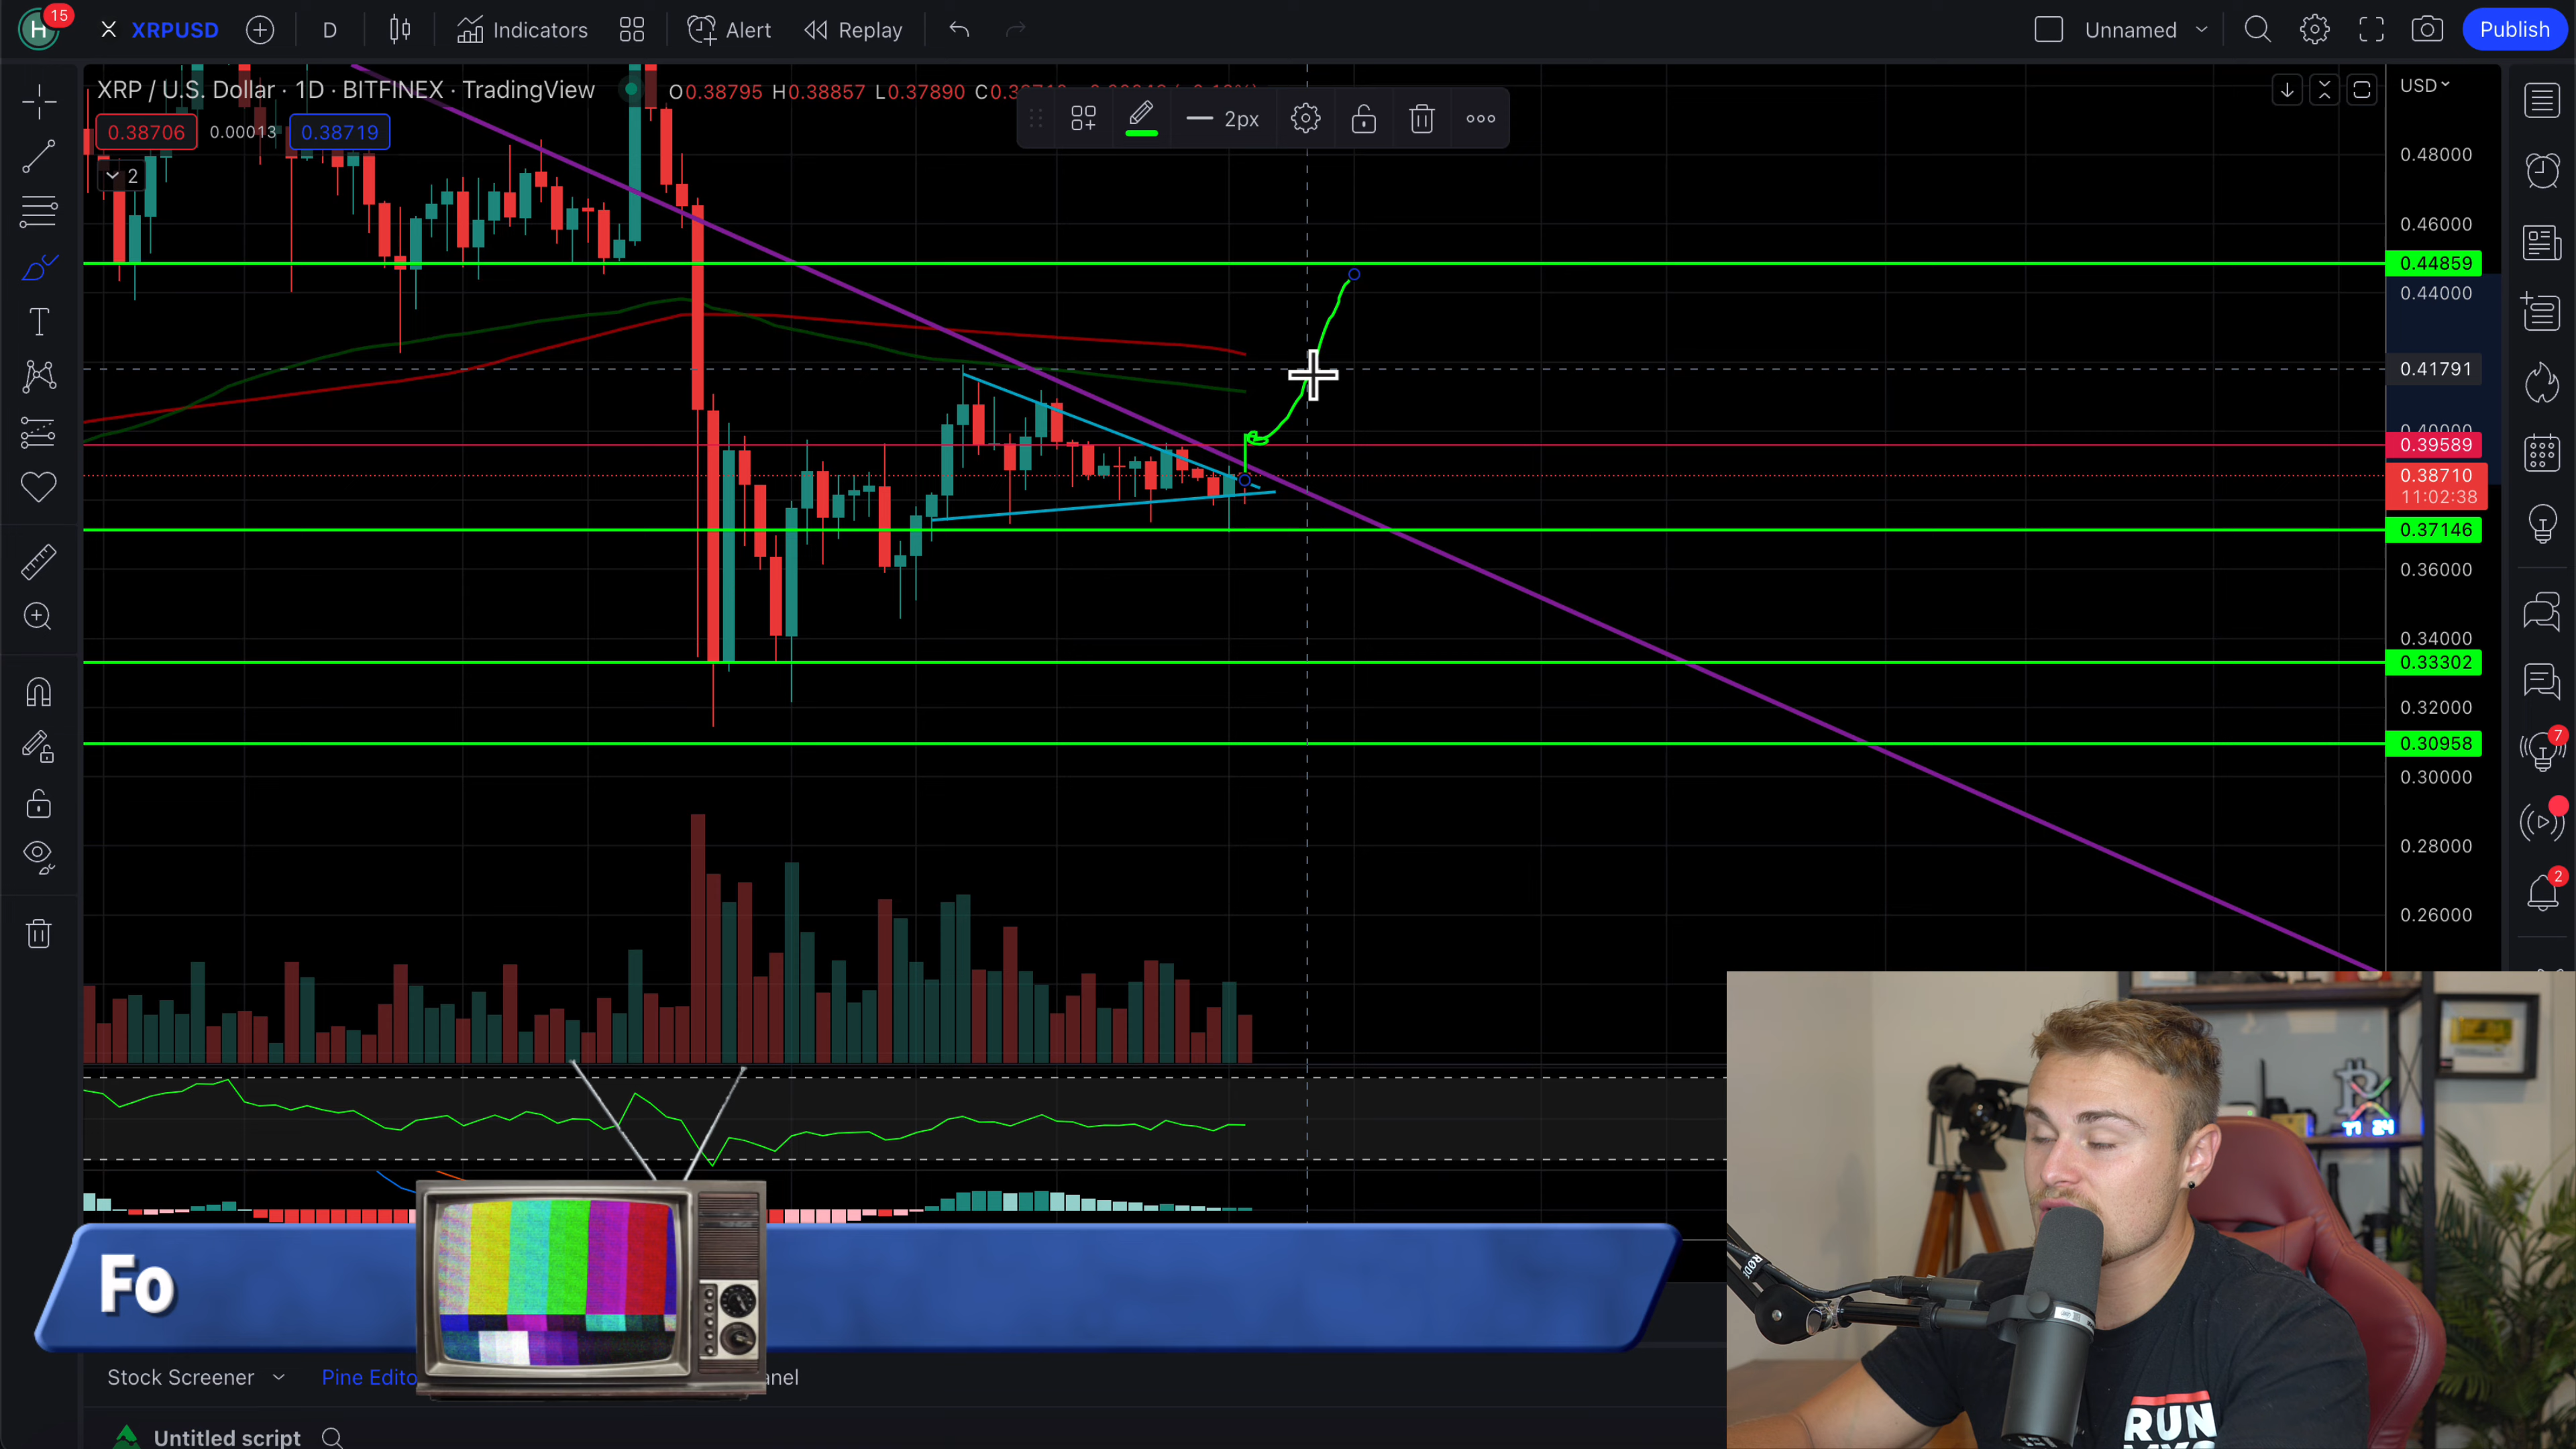 H 15 XRPUSD D Indicators Alert Replay Unnamed Publish
XRP / U.S. Dollar · 1D · BITFINEX · TradingView O0.38795 H0.38857 L0.37890
USD
0.38706 0.00013 0.38719
2px
2
0.48000
0.46000
0.44859
0.44000
0.41791
0.39589
0.38710
11:02:38
0.37146
0.36000
0.34000
0.33302
0.32000
0.30958
0.30000
0.28000
0.26000
7
2
Fo
RØDE
Stock Screener Pine Edito anel
Untitled script
RUN